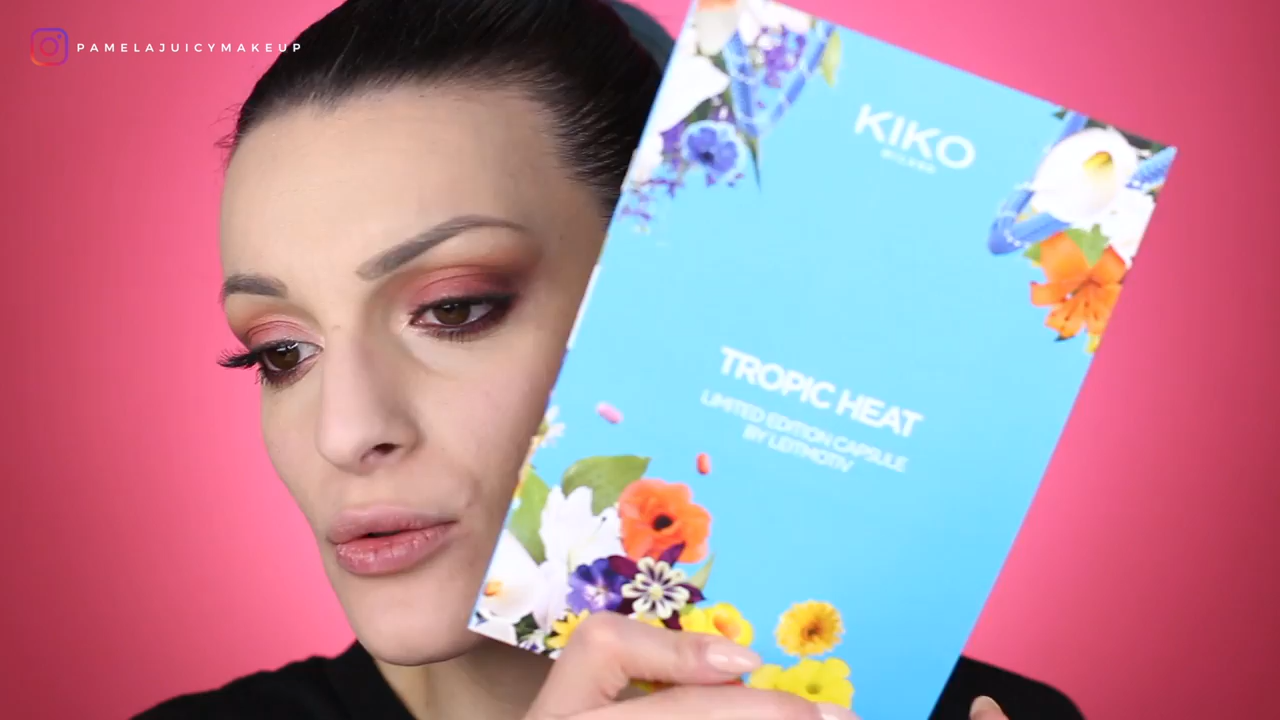 PAMELAJUICYMAKEUP
KIKO
MILANO
TROPIC HEAT
LIMITED EDITION CAPSULE
BY LEITMOTIV